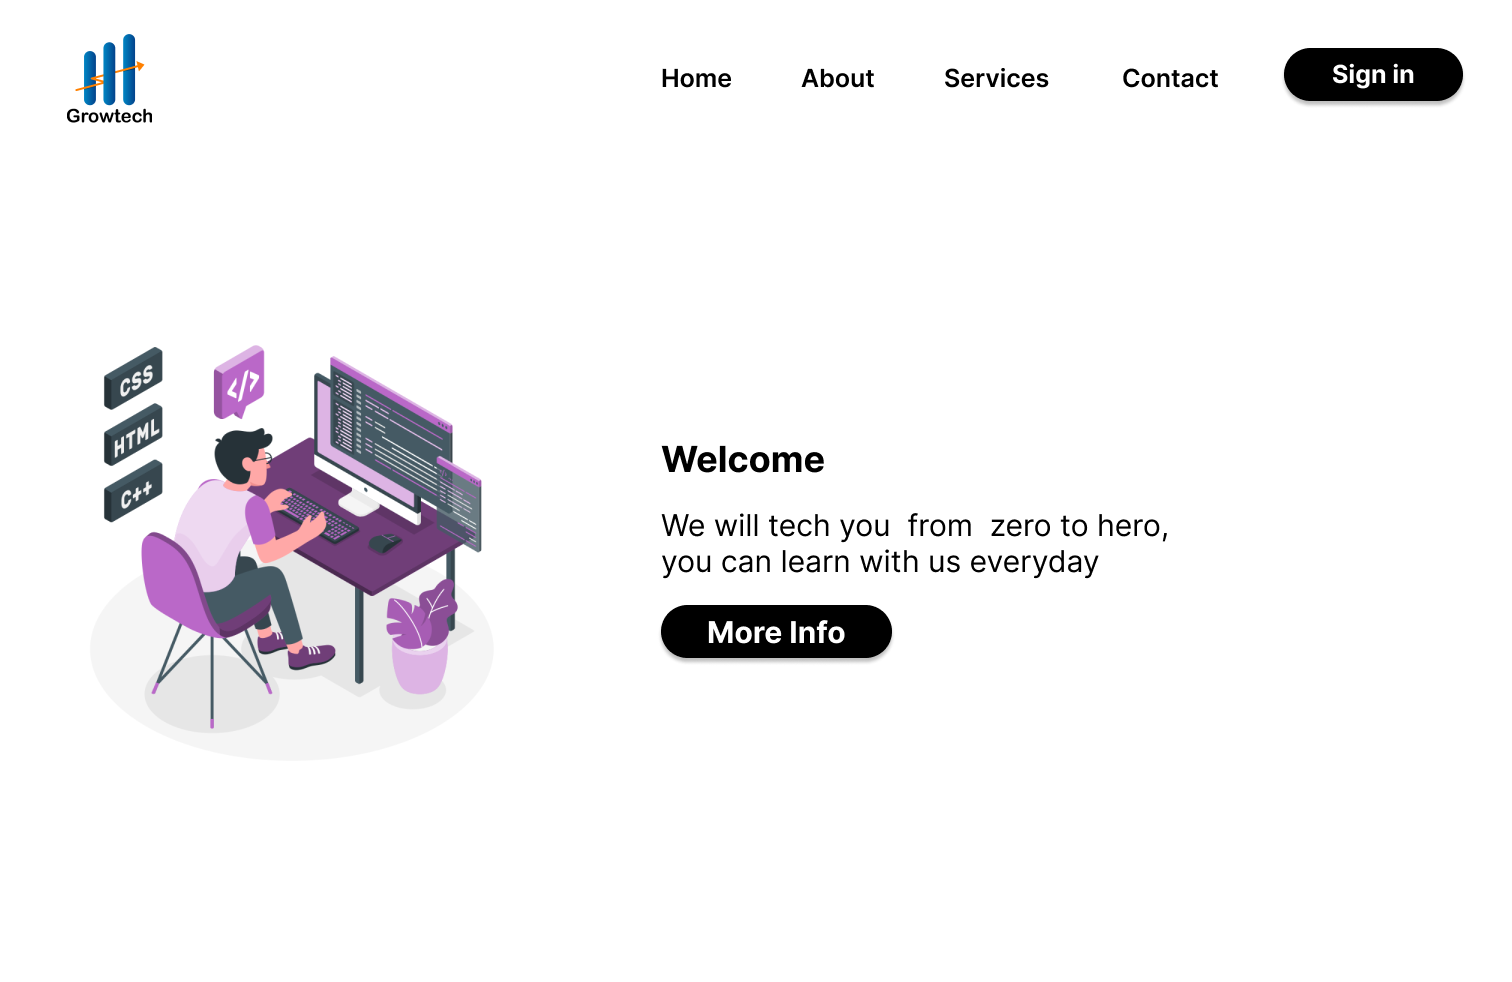 Growtech
Home About Services Contact Sign in
CSS
</>
HTML
C++
Welcome
We will tech you  from  zero to hero,
you can learn with us everyday
More Info